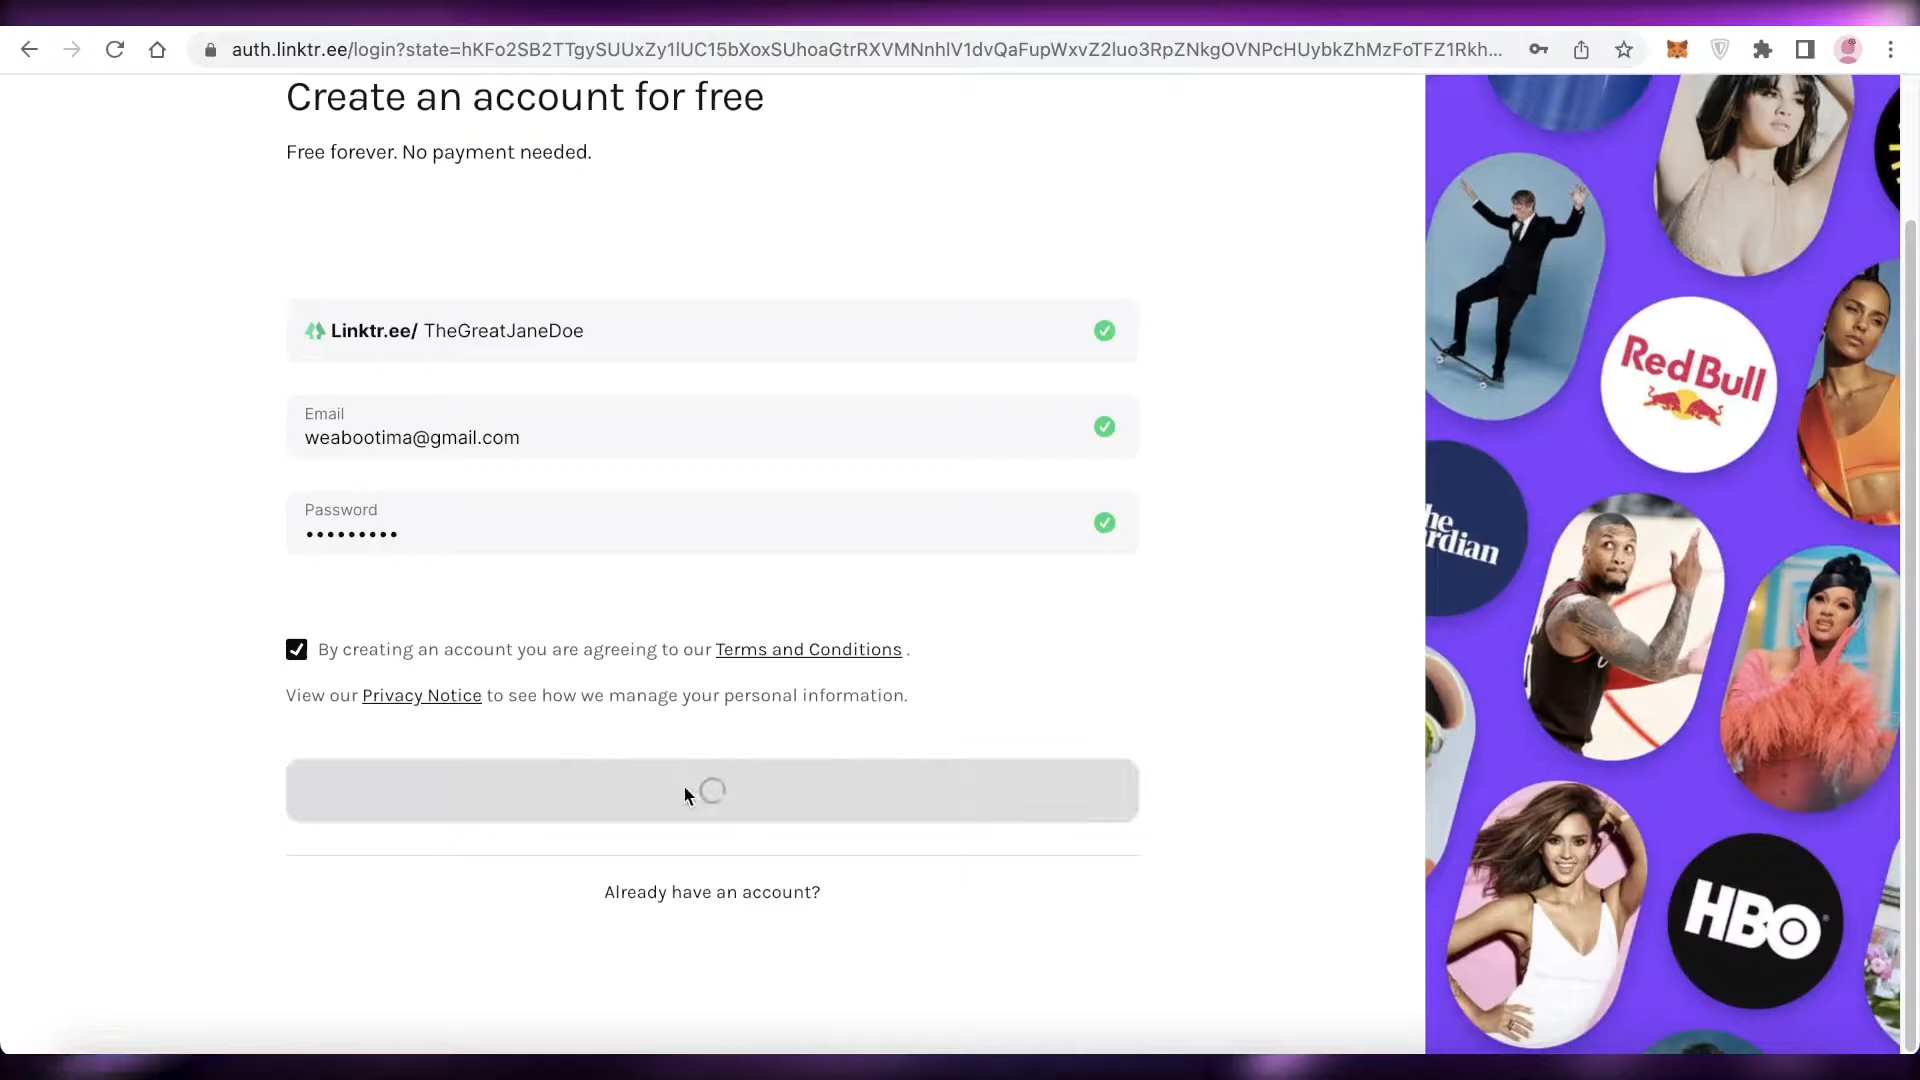 auth.linktr.ee/login?state=hKFo2SB2TTgySUUxZy1lUC15bXoxSUhoaGtrRXVMNnhlV1dvQaFupWxvZ2luo3RpZNkgOVNPcHUybkZhMzFoTFZ1Rkh...
Create an account for free
Free forever. No payment needed.
Linktr.ee/ TheGreatJaneDoe
Email
weabootima@gmail.com
Password
•••••••••
By creating an account you are agreeing to our Terms and Conditions .
View our Privacy Notice to see how we manage your personal information.
Already have an account?
Red Bull
he
rdian
HBO